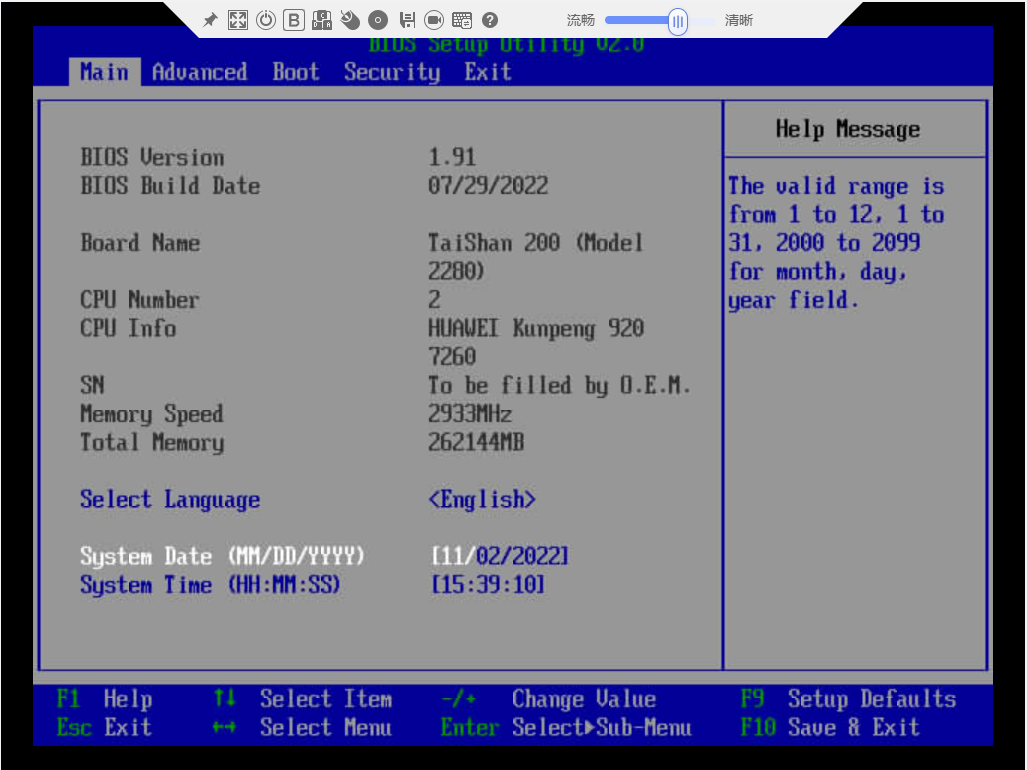 流畅 清晰
BIOS Setup Utility V2.0
Main Advanced Boot Security Exit
Help Message
BIOS Version 1.91
BIOS Build Date 07/29/2022
Board Name TaiShan 200 (Model
2280)
CPU Number 2
CPU Info HUAWEI Kunpeng 920
7260
SN To be filled by O.E.M.
Memory Speed 2933MHz
Total Memory 262144MB
Select Language <English>
System Date (MM/DD/YYYY) [11/02/2022]
System Time (HH:MM:SS) [15:39:10]
The valid range is
from 1 to 12, 1 to
31, 2000 to 2099
for month, day,
year field.
F1 Help ↑↓ Select Item -/+ Change Value F9 Setup Defaults
Esc Exit ←→ Select Menu Enter Select▶Sub-Menu F10 Save & Exit